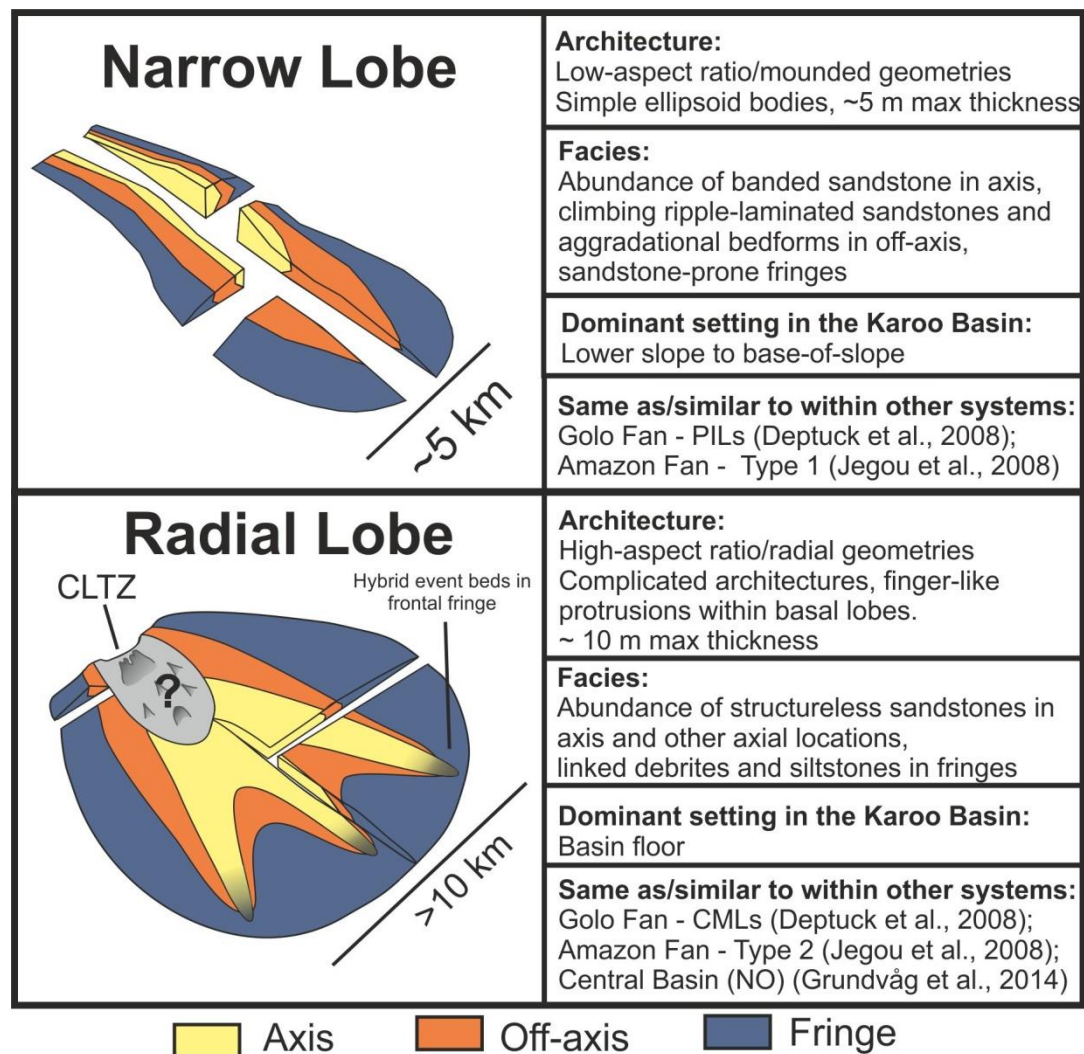 Narrow Lobe
~5 km
Architecture:
Low-aspect ratio/mounded geometries
Simple ellipsoid bodies, ~5 m max thickness
Facies:
Abundance of banded sandstone in axis,
climbing ripple-laminated sandstones and
aggradational bedforms in off-axis,
sandstone-prone fringes
Dominant setting in the Karoo Basin:
Lower slope to base-of-slope
Same as/similar to within other systems:
Golo Fan - PILs (Deptuck et al., 2008);
Amazon Fan - Type 1 (Jegou et al., 2008)
Radial Lobe
CLTZ
Hybrid event beds in
frontal fringe
?
>10 km
Architecture:
High-aspect ratio/radial geometries
Complicated architectures, finger-like
protrusions within basal lobes.
~ 10 m max thickness
Facies:
Abundance of structureless sandstones in
axis and other axial locations,
linked debrites and siltstones in fringes
Dominant setting in the Karoo Basin:
Basin floor
Same as/similar to within other systems:
Golo Fan - CMLs (Deptuck et al., 2008);
Amazon Fan - Type 2 (Jegou et al., 2008);
Central Basin (NO) (Grundvåg et al., 2014)
Axis
Off-axis
Fringe